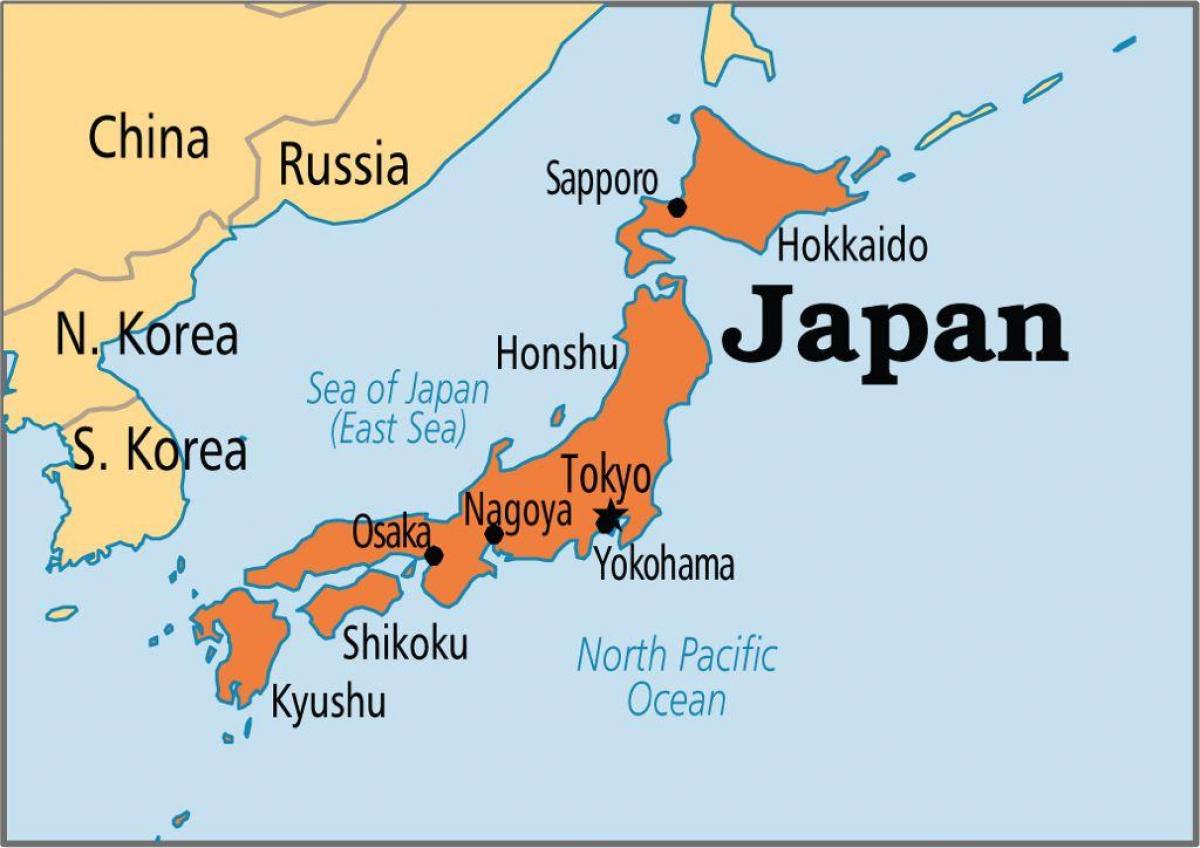 China
Russia
Sapporo
Hokkaido
Japan
N. Korea
Honshu
Sea of Japan
(East Sea)
S. Korea
Tokyo
Nagoya
Osaka
Yokohama
Shikoku
North Pacific
Ocean
Kyushu